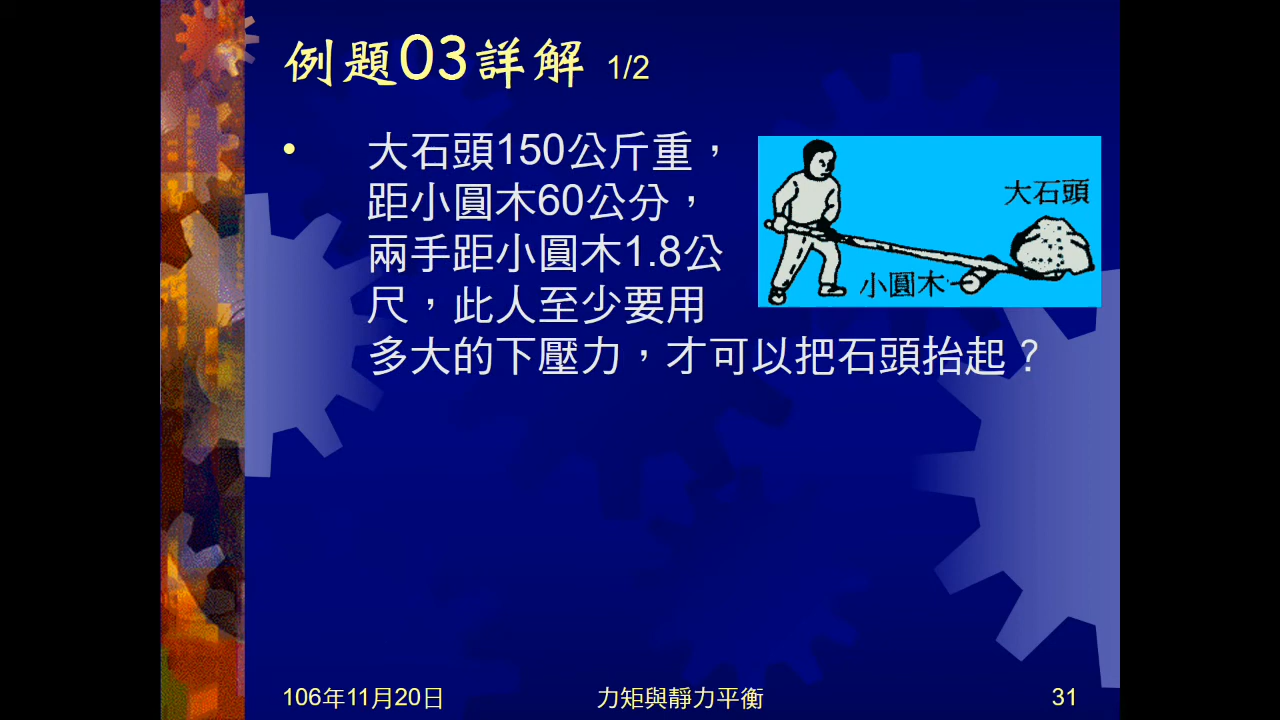 例題03詳解 1/2
• 大石頭150公斤重，
距小圓木60公分，
兩手距小圓木1.8公
尺，此人至少要用
多大的下壓力，才可以把石頭抬起？
大石頭
小圓木
106年11月20日
力矩與靜力平衡
31